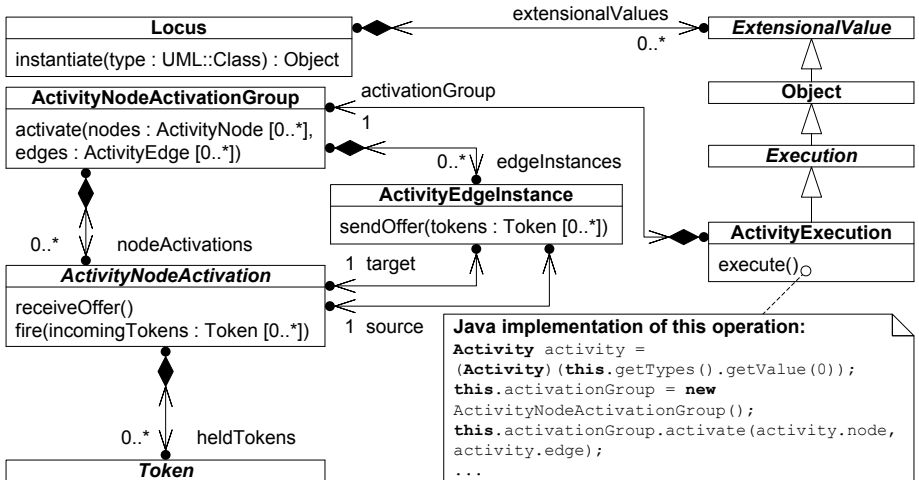 Locus
instantiate(type : UML::Class) : Object
extensionalValues
0..*
ExtensionalValue
Object
Execution
ActivityNodeActivationGroup
activate(nodes : ActivityNode [0..*],
edges : ActivityEdge [0..*])
activationGroup
1
0..*
edgeInstances
ActivityEdgeInstance
sendOffer(tokens : Token [0..*])
ActivityExecution
execute()
0..*
nodeActivations
ActivityNodeActivation
receiveOffer()
fire(incomingTokens : Token [0..*])
1 target
1 source
Java implementation of this operation:
Activity activity =
(Activity)(this.getTypes().getValue(0));
this.activationGroup = new
ActivityNodeActivationGroup();
this.activationGroup.activate(activity.node,
activity.edge);
...
0..*
heldTokens
Token